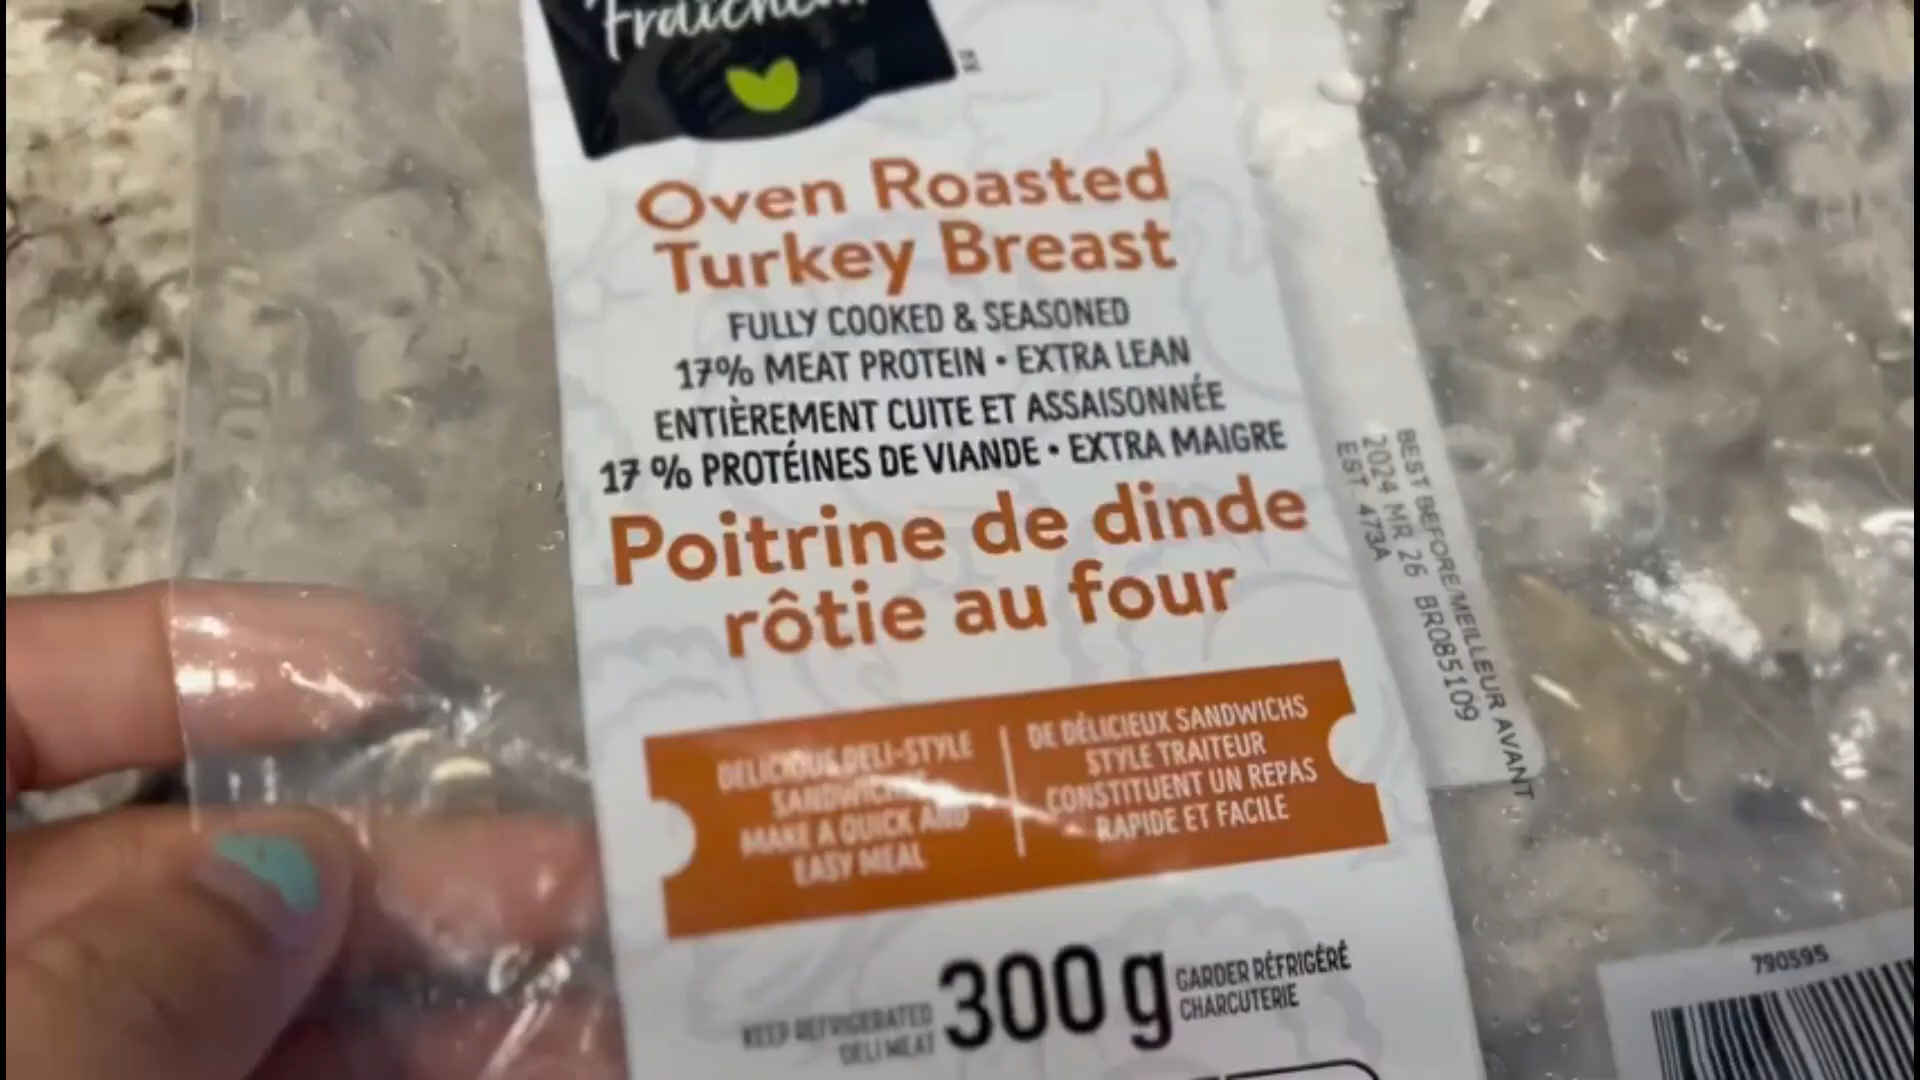 Oven Roasted
Turkey Breast
FULLY COOKED & SEASONED
17% MEAT PROTEIN • EXTRA LEAN
ENTIÈREMENT CUITE ET ASSAISONNÉE
17 % PROTÉINES DE VIANDE • EXTRA MAIGRE
Poitrine de dinde
rôtie au four
DELICIOUS DELI-STYLE
SANDWICHES
MAKE A QUICK AND
EASY MEAL
DE DÉLICIEUX SANDWICHS
STYLE TRAITEUR
CONSTITUENT UN REPAS
RAPIDE ET FACILE
KEEP REFRIGERATED
DELI MEAT
300 g
GARDER RÉFRIGÉRÉ
CHARCUTERIE
BEST BEFORE/MEILLEUR AVANT
2024 MR 26 BR085109
EST. 473A
790595